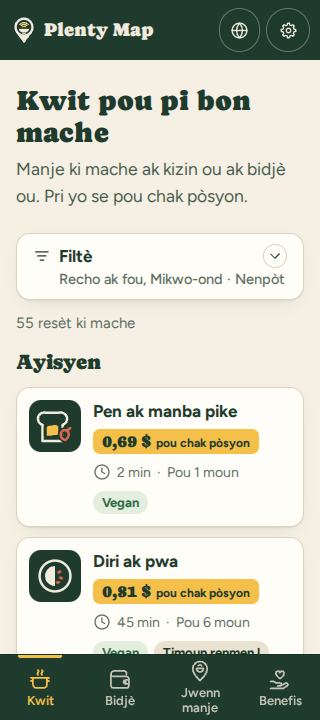 Plenty Map
Kwit pou pi bon
mache
Manje ki mache ak kizin ou ak bidjè
ou. Pri yo se pou chak pòsyon.
Filtè
Recho ak fou, Mikwo-ond · Nenpòt
55 resèt ki mache
Ayisyen
Pen ak manba pike
0,69 $ pou chak pòsyon
2 min · Pou 1 moun
Vegan
Diri ak pwa
0,81 $ pou chak pòsyon
45 min · Pou 6 moun
Vegan Timoun renmen l
Kwit
Bidjè
Jwenn
manje
Benefis